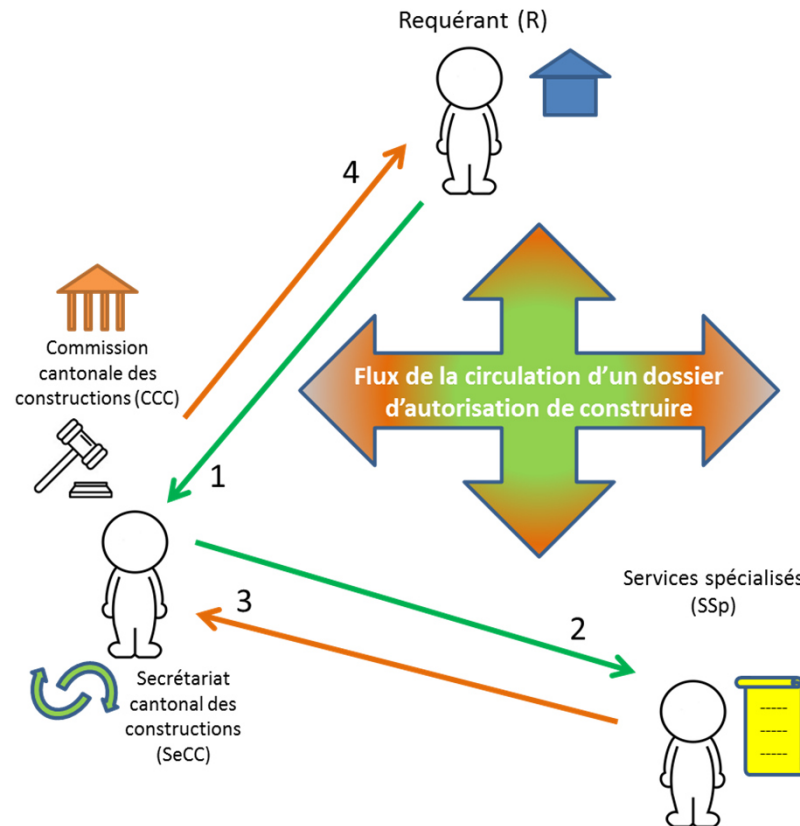 Requérant (R)
4
Commission
cantonale des
constructions (CCC)
Flux de la circulation d’un dossier
d’autorisation de construire
1
Services spécialisés
(SSp)
3
2
Secrétariat
cantonal des
constructions
(SeCC)